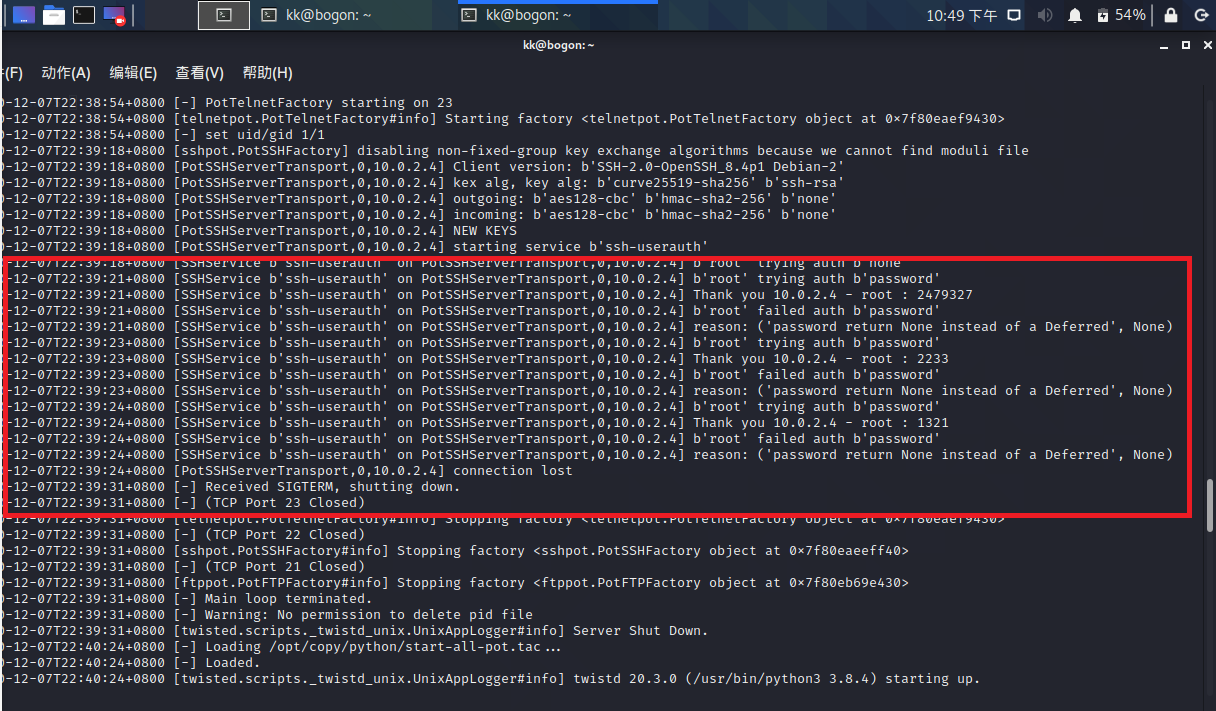 kk@bogon: ~
kk@bogon: ~
10:49 下午
54%
kk@bogon: ~
(F) 动作(A) 编辑(E) 查看(V) 帮助(H)
-12-07T22:38:54+0800 [-] PotTelnetFactory starting on 23
-12-07T22:38:54+0800 [telnetpot.PotTelnetFactory#info] Starting factory <telnetpot.PotTelnetFactory object at 0×7f80eaef9430>
-12-07T22:38:54+0800 [-] set uid/gid 1/1
-12-07T22:39:18+0800 [sshpot.PotSSHFactory] disabling non-fixed-group key exchange algorithms because we cannot find moduli file
-12-07T22:39:18+0800 [PotSSHServerTransport,0,10.0.2.4] Client version: b'SSH-2.0-OpenSSH_8.4p1 Debian-2'
-12-07T22:39:18+0800 [PotSSHServerTransport,0,10.0.2.4] kex alg, key alg: b'curve25519-sha256' b'ssh-rsa'
-12-07T22:39:18+0800 [PotSSHServerTransport,0,10.0.2.4] outgoing: b'aes128-cbc' b'hmac-sha2-256' b'none'
-12-07T22:39:18+0800 [PotSSHServerTransport,0,10.0.2.4] incoming: b'aes128-cbc' b'hmac-sha2-256' b'none'
-12-07T22:39:18+0800 [PotSSHServerTransport,0,10.0.2.4] NEW KEYS
-12-07T22:39:18+0800 [PotSSHServerTransport,0,10.0.2.4] starting service b'ssh-userauth'
-12-07T22:39:18+0800 [SSHService b'ssh-userauth' on PotSSHServerTransport,0,10.0.2.4] b'root' trying auth b'none'
-12-07T22:39:21+0800 [SSHService b'ssh-userauth' on PotSSHServerTransport,0,10.0.2.4] b'root' trying auth b'password'
-12-07T22:39:21+0800 [SSHService b'ssh-userauth' on PotSSHServerTransport,0,10.0.2.4] Thank you 10.0.2.4 - root : 2479327
-12-07T22:39:21+0800 [SSHService b'ssh-userauth' on PotSSHServerTransport,0,10.0.2.4] b'root' failed auth b'password'
-12-07T22:39:21+0800 [SSHService b'ssh-userauth' on PotSSHServerTransport,0,10.0.2.4] reason: ('password return None instead of a Deferred', None)
-12-07T22:39:23+0800 [SSHService b'ssh-userauth' on PotSSHServerTransport,0,10.0.2.4] b'root' trying auth b'password'
-12-07T22:39:23+0800 [SSHService b'ssh-userauth' on PotSSHServerTransport,0,10.0.2.4] Thank you 10.0.2.4 - root : 2233
-12-07T22:39:23+0800 [SSHService b'ssh-userauth' on PotSSHServerTransport,0,10.0.2.4] b'root' failed auth b'password'
-12-07T22:39:23+0800 [SSHService b'ssh-userauth' on PotSSHServerTransport,0,10.0.2.4] reason: ('password return None instead of a Deferred', None)
-12-07T22:39:24+0800 [SSHService b'ssh-userauth' on PotSSHServerTransport,0,10.0.2.4] b'root' trying auth b'password'
-12-07T22:39:24+0800 [SSHService b'ssh-userauth' on PotSSHServerTransport,0,10.0.2.4] Thank you 10.0.2.4 - root : 1321
-12-07T22:39:24+0800 [SSHService b'ssh-userauth' on PotSSHServerTransport,0,10.0.2.4] b'root' failed auth b'password'
-12-07T22:39:24+0800 [SSHService b'ssh-userauth' on PotSSHServerTransport,0,10.0.2.4] reason: ('password return None instead of a Deferred', None)
-12-07T22:39:24+0800 [PotSSHServerTransport,0,10.0.2.4] connection lost
-12-07T22:39:31+0800 [-] Received SIGTERM, shutting down.
-12-07T22:39:31+0800 [-] (TCP Port 23 Closed)
-12-07T22:39:31+0800 [telnetpot.PotTelnetFactory#info] Stopping factory <telnetpot.PotTelnetFactory object at 0×7f80eaef9430>
-12-07T22:39:31+0800 [-] (TCP Port 22 Closed)
-12-07T22:39:31+0800 [sshpot.PotSSHFactory#info] Stopping factory <sshpot.PotSSHFactory object at 0×7f80eaeeff40>
-12-07T22:39:31+0800 [-] (TCP Port 21 Closed)
-12-07T22:39:31+0800 [ftppot.PotFTPFactory#info] Stopping factory <ftppot.PotFTPFactory object at 0×7f80eb69e430>
-12-07T22:39:31+0800 [-] Main loop terminated.
-12-07T22:39:31+0800 [-] Warning: No permission to delete pid file
-12-07T22:39:31+0800 [twisted.scripts._twistd_unix.UnixAppLogger#info] Server Shut Down.
-12-07T22:40:24+0800 [-] Loading /opt/copy/python/start-all-pot.tac...
-12-07T22:40:24+0800 [-] Loaded.
-12-07T22:40:24+0800 [twisted.scripts._twistd_unix.UnixAppLogger#info] twistd 20.3.0 (/usr/bin/python3 3.8.4) starting up.